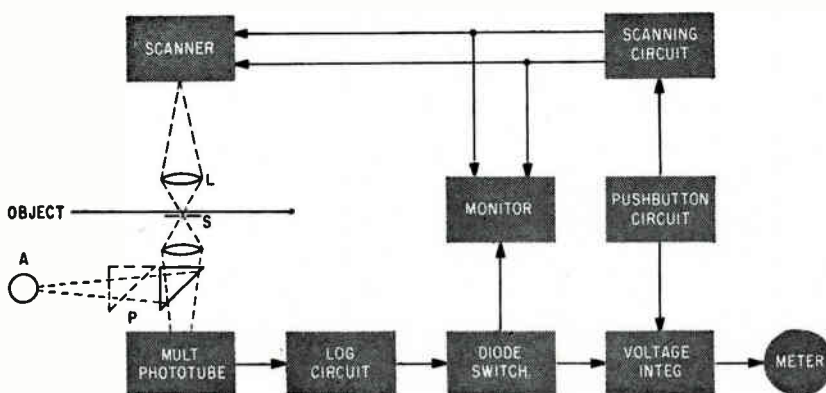 SCANNER
SCANNING
CIRCUIT
L
OBJECT
S
MONITOR
PUSHBUTTON
CIRCUIT
A
P
MULT
PHOTOTUBE
LOG
CIRCUIT
DIODE
SWITCH.
VOLTAGE
INTEG
METER